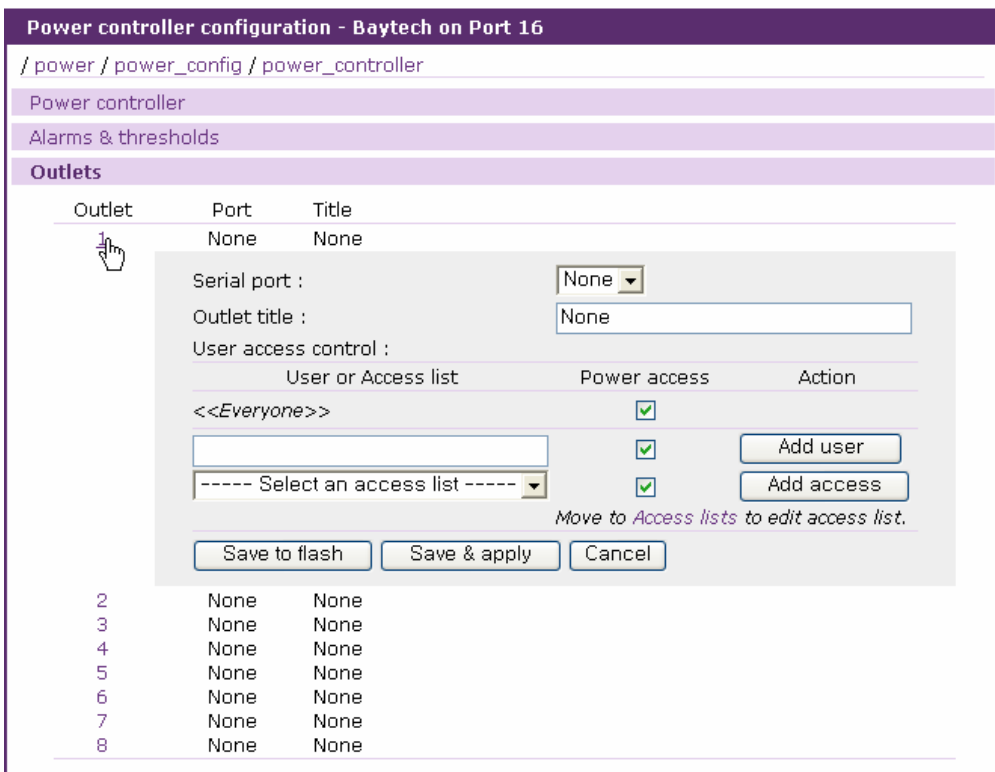 Power controller configuration - Baytech on Port 16
/ power / power_config / power_controller
Power controller
Alarms & thresholds
Outlets
Outlet Port Title
1 None None
Serial port : None
Outlet title : None
User access control :
User or Access list Power access Action
<<Everyone>>
Add user
----- Select an access list ----- Add access
Move to Access lists to edit access list.
Save to flash Save & apply Cancel
2 None None
3 None None
4 None None
5 None None
6 None None
7 None None
8 None None